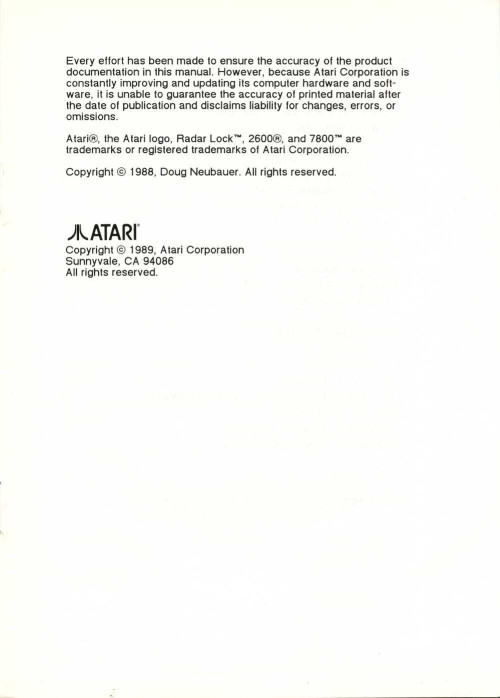 Every effort has been made to ensure the accuracy of the product
documentation in this manual. However, because Atari Corporation is
constantly improving and updating its computer hardware and soft-
ware, it is unable to guarantee the accuracy of printed material after
the date of publication and disclaims liability for changes, errors, or
omissions.
Atari®, the Atari logo, Radar Lock™, 2600®, and 7800™ are
trademarks or registered trademarks of Atari Corporation.
Copyright © 1988, Doug Neubauer. All rights reserved.
ATARI®
Copyright © 1989, Atari Corporation
Sunnyvale, CA 94086
All rights reserved.